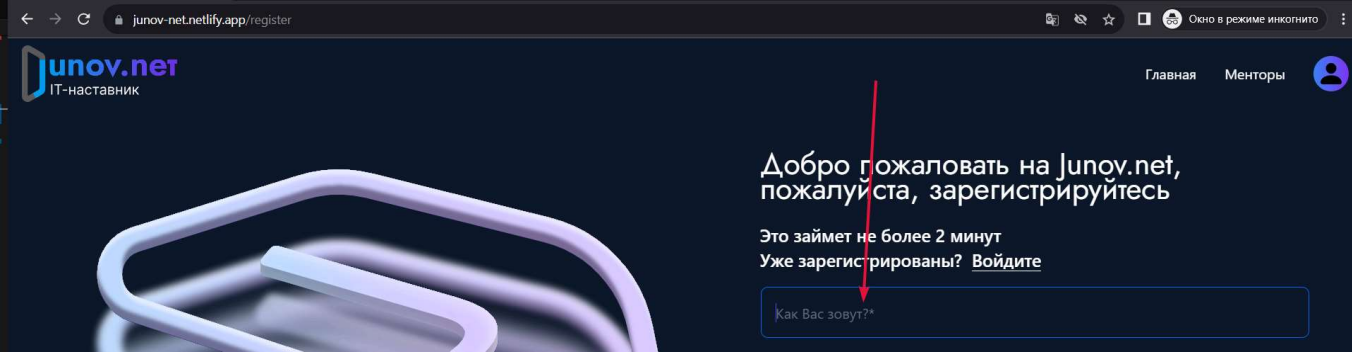 junov-net.netlify.app/register
Окно в режиме инкогнито
Junov.net
IT-наставник
Главная
Менторы
Добро пожаловать на Junov.net,
пожалуйста, зарегистрируйтесь
Это займет не более 2 минут
Уже зарегистрированы? Войдите
Как Вас зовут?*